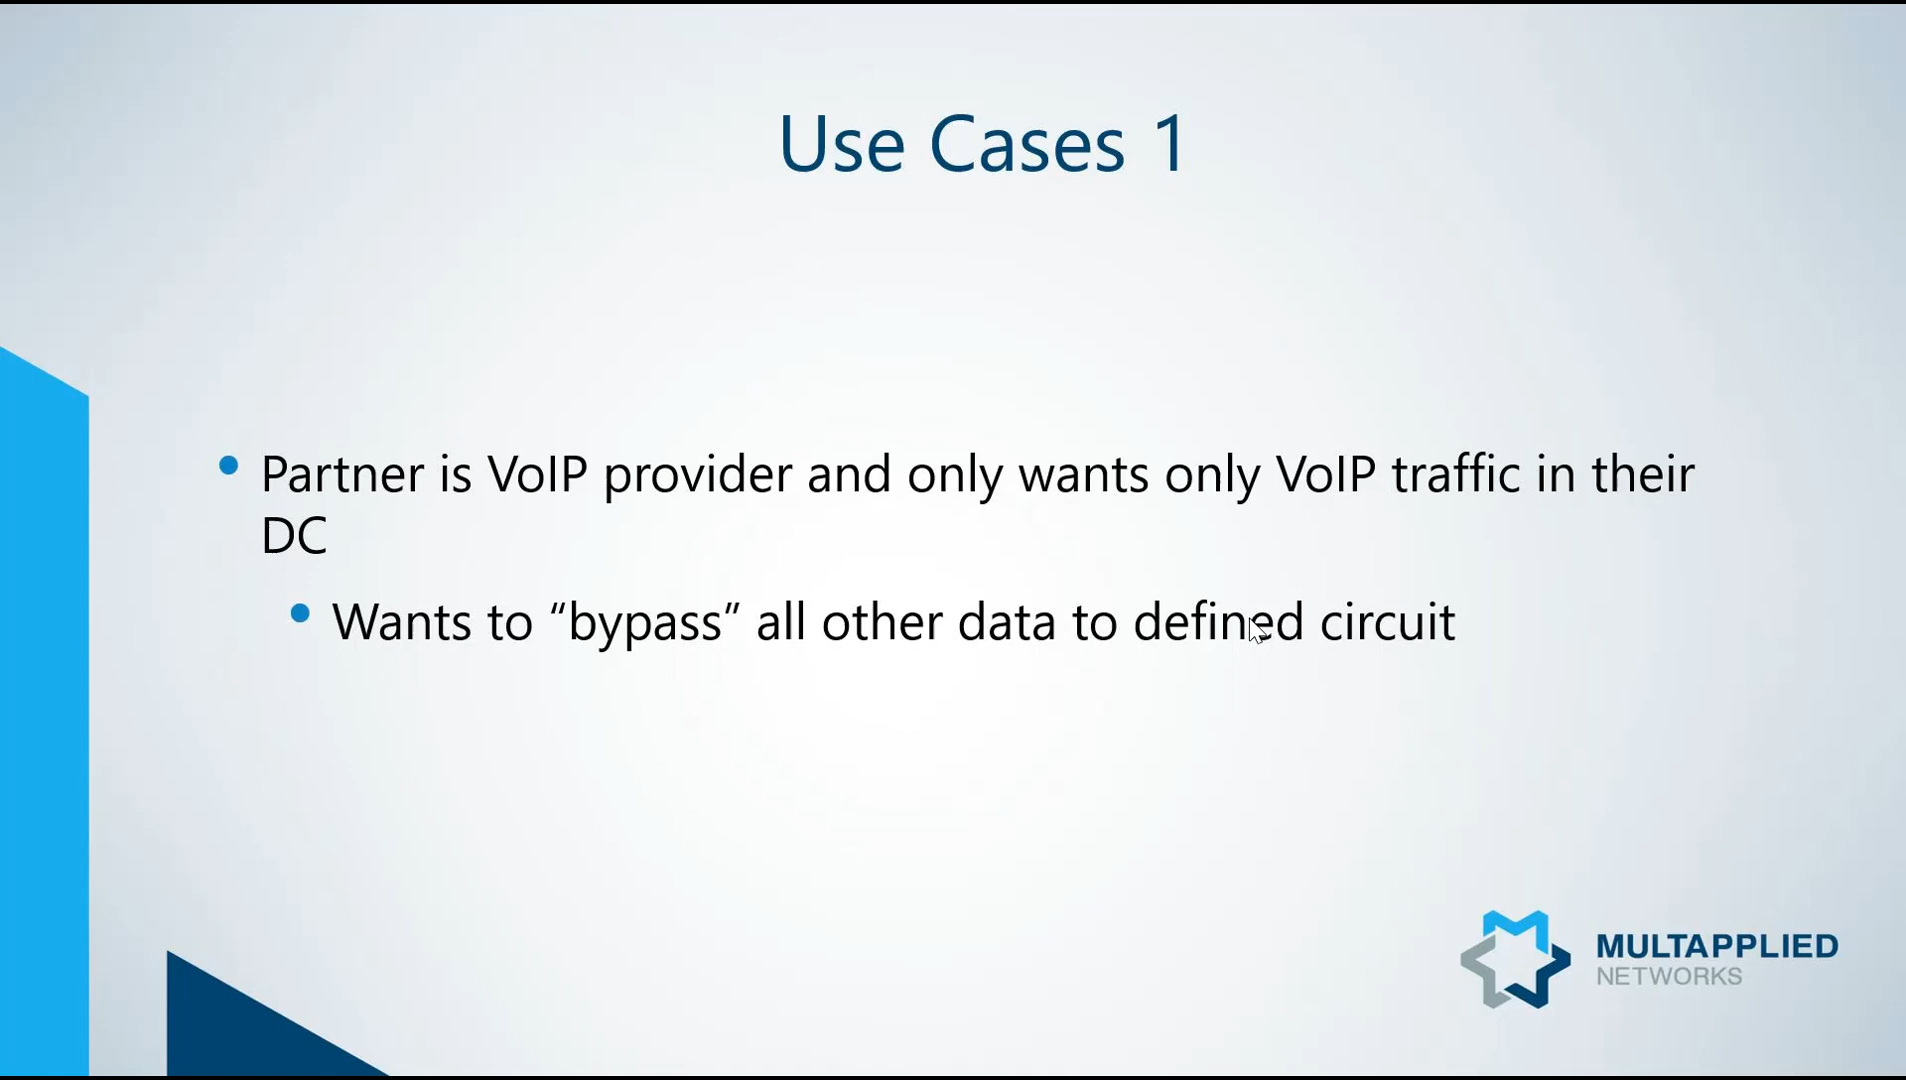 Use Cases 1
• Partner is VoIP provider and only wants only VoIP traffic in their
DC
• Wants to “bypass” all other data to defined circuit
MULTAPPLIED
NETWORKS